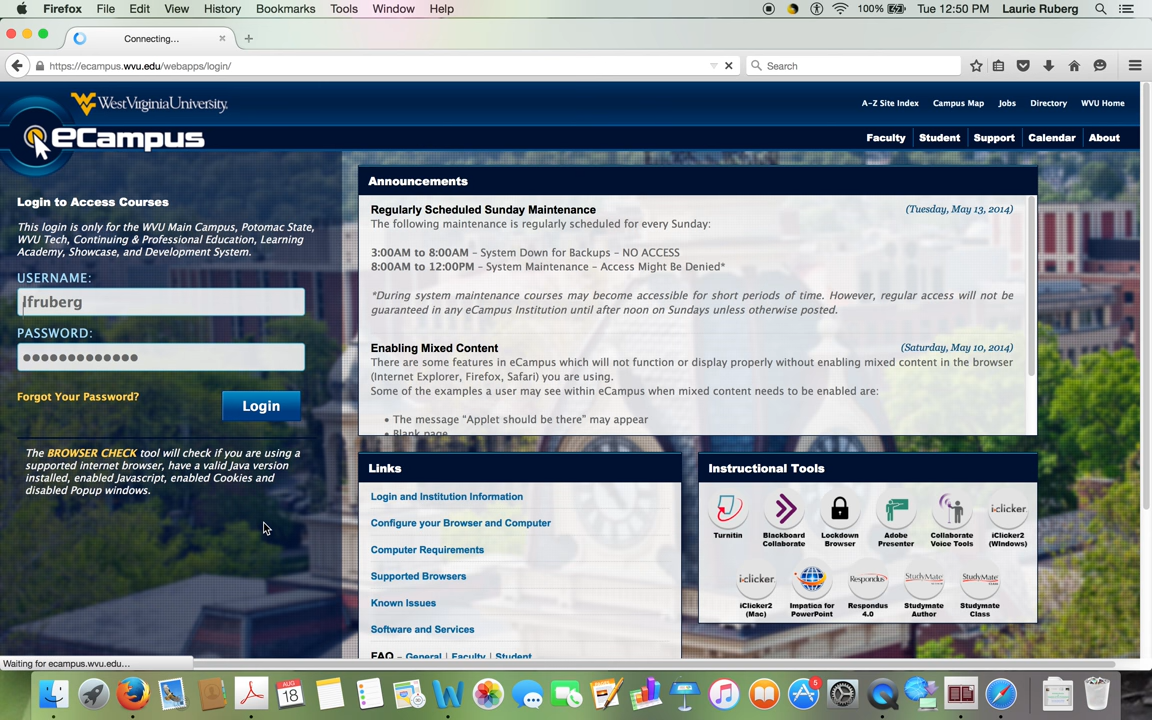 Firefox File Edit View History Bookmarks Tools Window Help 100% Tue 12:50 PM Laurie Ruberg
Connecting...
https://ecampus.wvu.edu/webapps/login/ Search
WestVirginiaUniversity. A-Z Site Index Campus Map Jobs Directory WVU Home
eCampus Faculty Student Support Calendar About
Login to Access Courses
This login is only for the WVU Main Campus, Potomac State,
WVU Tech, Continuing & Professional Education, Learning
Academy, Showcase, and Development System.
USERNAME:
lfruberg
PASSWORD:
Forgot Your Password? Login
The BROWSER CHECK tool will check if you are using a
supported internet browser, have a valid Java version
installed, enabled Javascript, enabled Cookies and
disabled Popup windows.
Announcements
Regularly Scheduled Sunday Maintenance (Tuesday, May 13, 2014)
The following maintenance is regularly scheduled for every Sunday:
3:00AM to 8:00AM - System Down for Backups - NO ACCESS
8:00AM to 12:00PM - System Maintenance - Access Might Be Denied*
*During system maintenance courses may become accessible for short periods of time. However, regular access will not be
guaranteed in any eCampus Institution until after noon on Sundays unless otherwise posted.
Enabling Mixed Content (Saturday, May 10, 2014)
There are some features in eCampus which will not function or display properly without enabling mixed content in the browser
(Internet Explorer, Firefox, Safari) you are using.
Some of the examples a user may see within eCampus when mixed content needs to be enabled are:
• The message “Applet should be there” may appear
• Blank page
Links
Login and Institution Information
Configure your Browser and Computer
Computer Requirements
Supported Browsers
Known Issues
Software and Services
FAQ - General | Faculty | Student
Instructional Tools
i-clicker.
Turnitin Blackboard Collaborate Lockdown Browser Adobe Presenter Collaborate Voice Tools iClicker2 (Windows)
i-clicker. Respondus StudyMate StudyMate
iClicker2 (Mac) Impatica for PowerPoint Respondus 4.0 Studymate Author Studymate Class
Waiting for ecampus.wvu.edu...
AUG
18
5